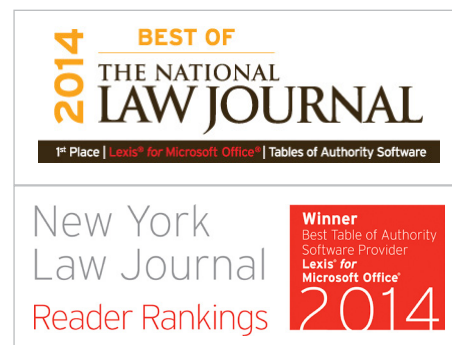 2014
BEST OF
THE NATIONAL
LAW JOURNAL
1st Place | Lexis® for Microsoft Office® | Tables of Authority Software
New York
Law Journal
Reader Rankings
Winner
Best Table of Authority
Software Provider
Lexis® for
Microsoft Office®
2014